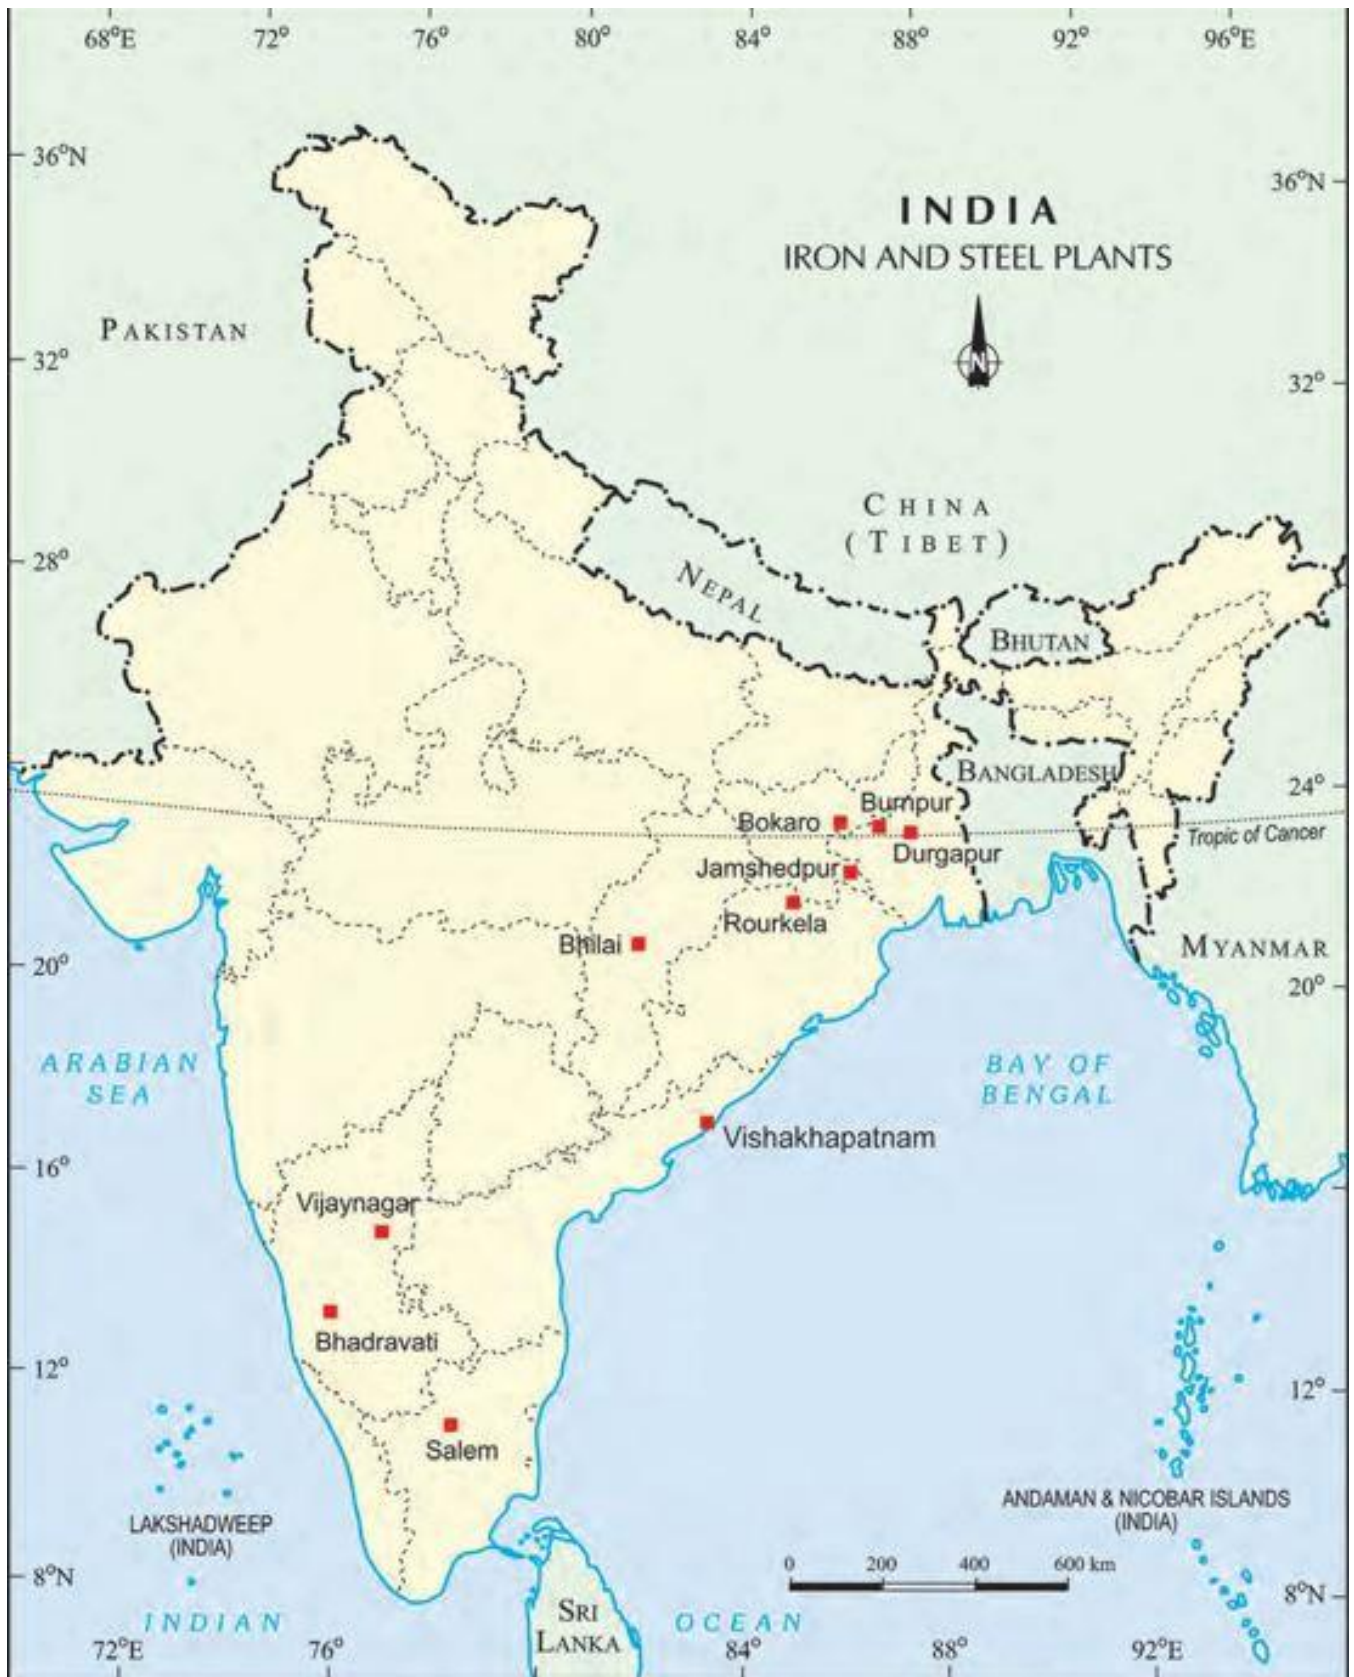 68°E 72° 76° 80° 84° 88° 92° 96°E
36°N
36°N
INDIA
IRON AND STEEL PLANTS
PAKISTAN
N
32°
32°
CHINA
(TIBET)
28°
NEPAL
BHUTAN
BANGLADESH
24°
Burnpur
Bokaro
Tropic of Cancer
Durgapur
Jamshedpur
Rourkela
Bhilai
MYANMAR
20°
20°
ARABIAN
SEA
BAY OF
BENGAL
Vishakhapatnam
16°
Vijaynagar
Bhadravati
12°
12°
Salem
ANDAMAN & NICOBAR ISLANDS
(INDIA)
LAKSHADWEEP
(INDIA)
0 200 400 600 km
8°N
8°N
SRI
LANKA
INDIAN OCEAN
72°E 76° 84° 88° 92°E